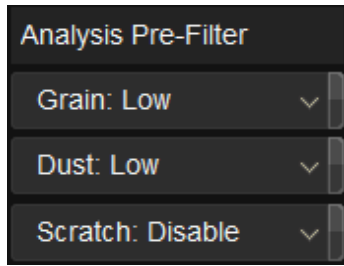 Analysis Pre-Filter
Grain: Low
Dust: Low
Scratch: Disable